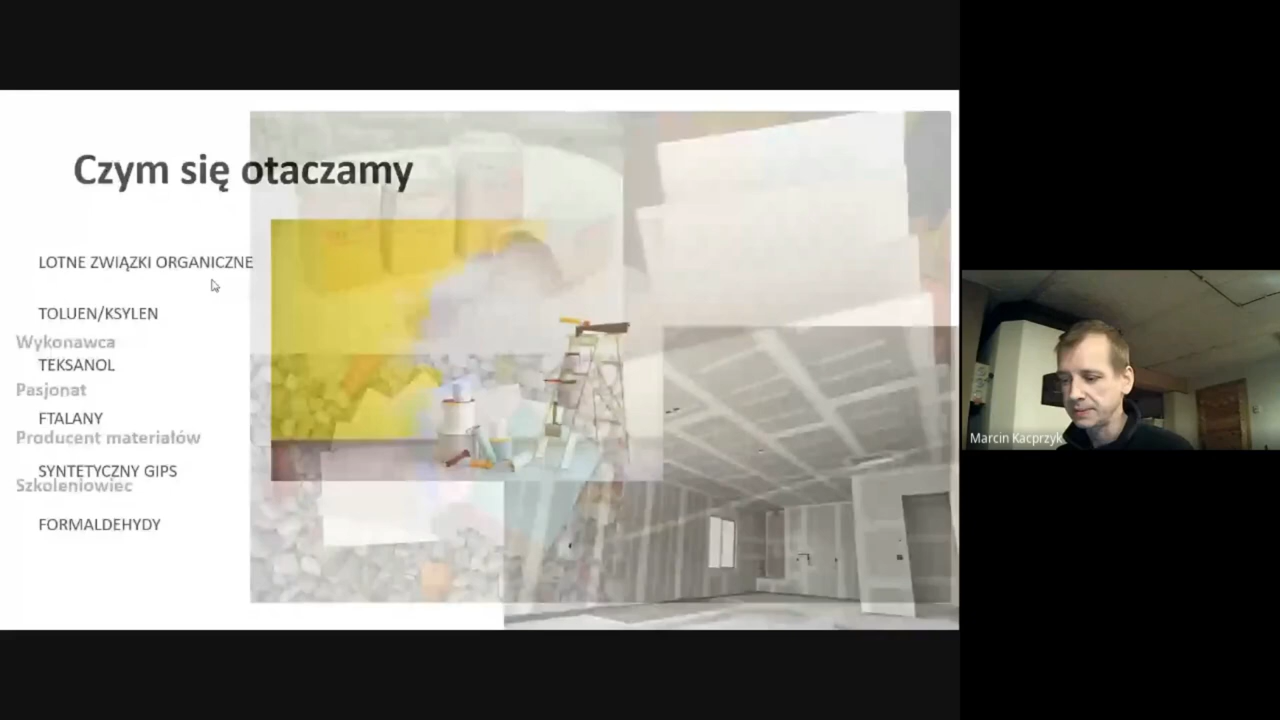 Czym się otaczamy
LOTNE ZWIĄZKI ORGANICZNE
TOLUEN/KSYLEN
Wykonawca
TEKSANOL
Pasjonat
FTALANY
Producent materiałów
SYNTETYCZNY GIPS
Szkoleniowiec
FORMALDEHYDY
Marcin Kacprzyk